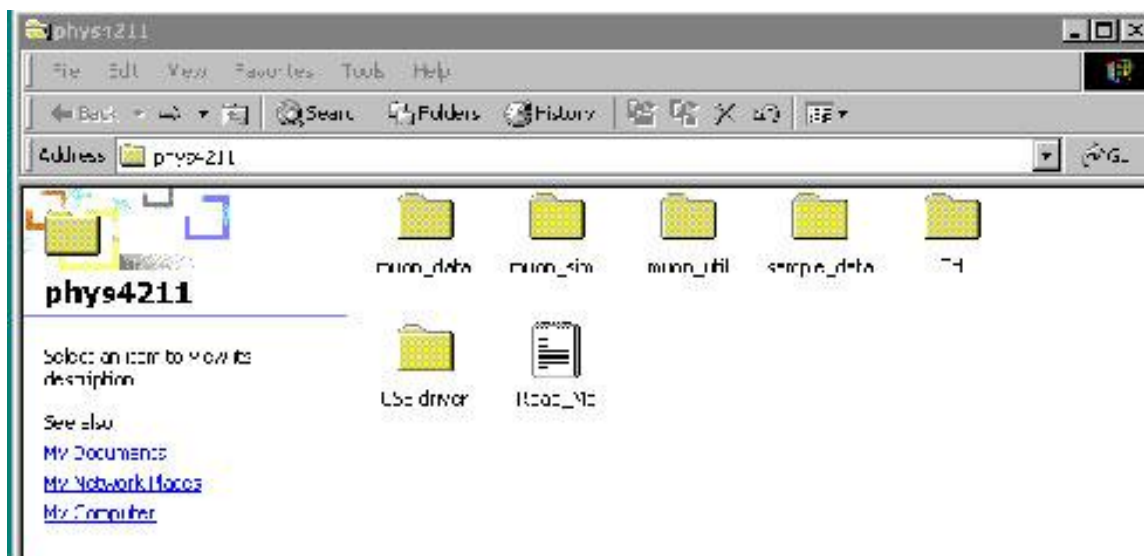 phys4211
File Edit View Favorites Tools Help
Back Search Folders History
Address phys4211
muon_data muon_sim muon_util sample_data
phys4211
USB driver Read_Me
Select an item to view its
description
See also
My Documents
My Network Places
My Computer